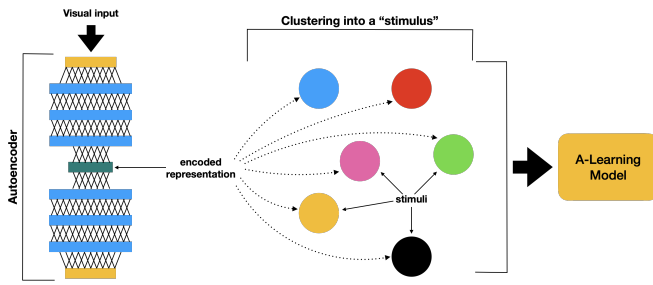 Visual input
Clustering into a “stimulus”
Autoencoder
encoded
representation
stimuli
A-Learning
Model